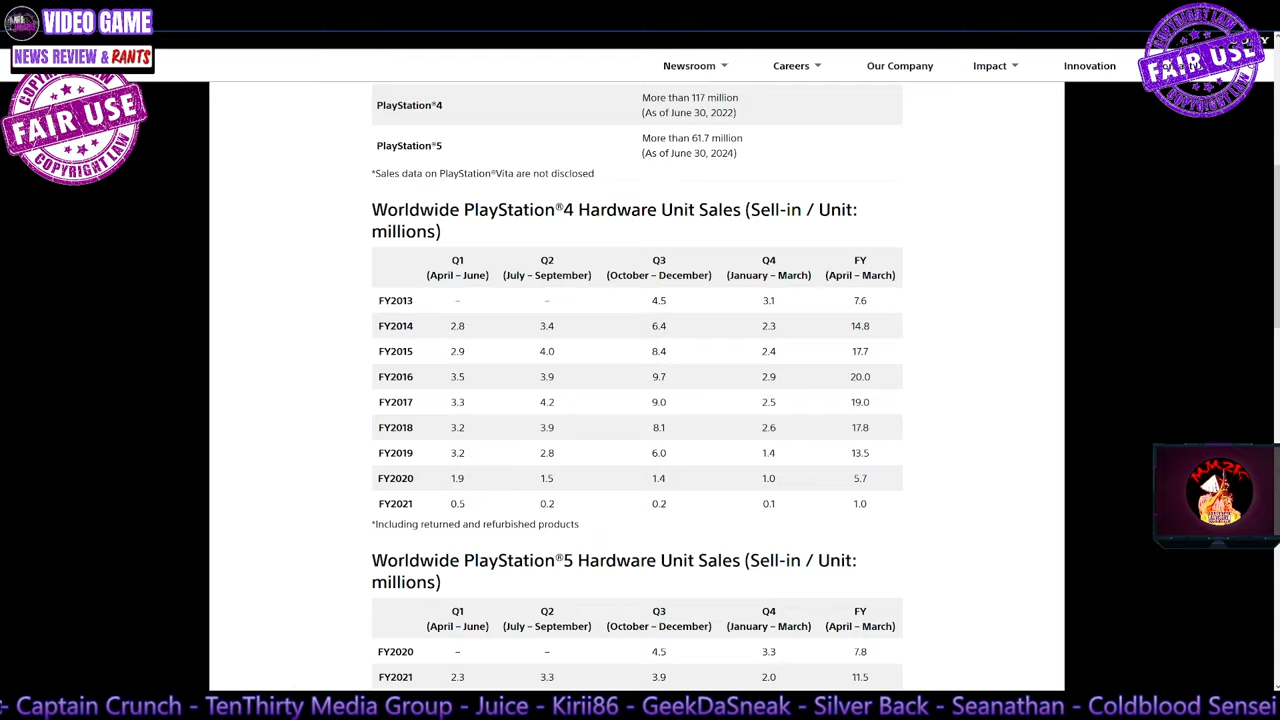 VIDEO GAME
NEWS REVIEW & RANTS
COPYRIGHT LAW
FAIR USE
COPYRIGHT LAW
Newsroom Careers Our Company Impact Innovation
COPYRIGHT LAW
FAIR USE
COPYRIGHT LAW
PlayStation®4 More than 117 million
(As of June 30, 2022)
PlayStation®5 More than 61.7 million
(As of June 30, 2024)
*Sales data on PlayStation®Vita are not disclosed
Worldwide PlayStation®4 Hardware Unit Sales (Sell-in / Unit:
millions)
Q1 Q2 Q3 Q4 FY
(April – June) (July – September) (October – December) (January – March) (April – March)
FY2013 – – 4.5 3.1 7.6
FY2014 2.8 3.4 6.4 2.3 14.8
FY2015 2.9 4.0 8.4 2.4 17.7
FY2016 3.5 3.9 9.7 2.9 20.0
FY2017 3.3 4.2 9.0 2.5 19.0
FY2018 3.2 3.9 8.1 2.6 17.8
FY2019 3.2 2.8 6.0 1.4 13.5
FY2020 1.9 1.5 1.4 1.0 5.7
FY2021 0.5 0.2 0.2 0.1 1.0
*Including returned and refurbished products
MM2K
Worldwide PlayStation®5 Hardware Unit Sales (Sell-in / Unit:
millions)
Q1 Q2 Q3 Q4 FY
(April – June) (July – September) (October – December) (January – March) (April – March)
FY2020 – – 4.5 3.3 7.8
FY2021 2.3 3.3 3.9 2.0 11.5
- Captain Crunch - TenThirty Media Group - Juice - Kirii86 - GeekDaSneak - Silver Back - Seanathan - Coldblood Sensei